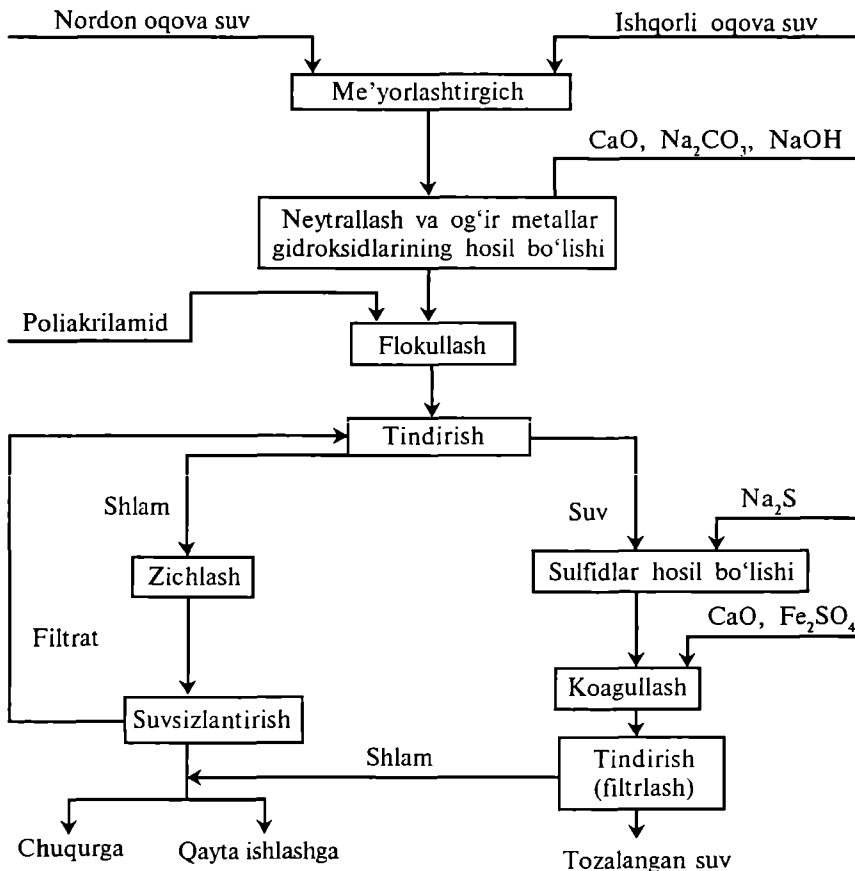 Nordon oqova suv
Ishqorli oqova suv
Me’yorlashtirgich
CaO, Na₂CO₃, NaOH
Neytrallash va og‘ir metallar
gidroksidlarining hosil bo‘lishi
Poliakrilamid
Flokullash
Tindirish
Shlam
Suv
Na₂S
Zichlash
Sulfidlar hosil bo‘lishi
Filtrat
CaO, Fe₂SO₄
Koagullash
Suvsizlantirish
Shlam
Tindirish
(filtrlash)
Chuqurga
Qayta ishlashga
Tozalangan suv